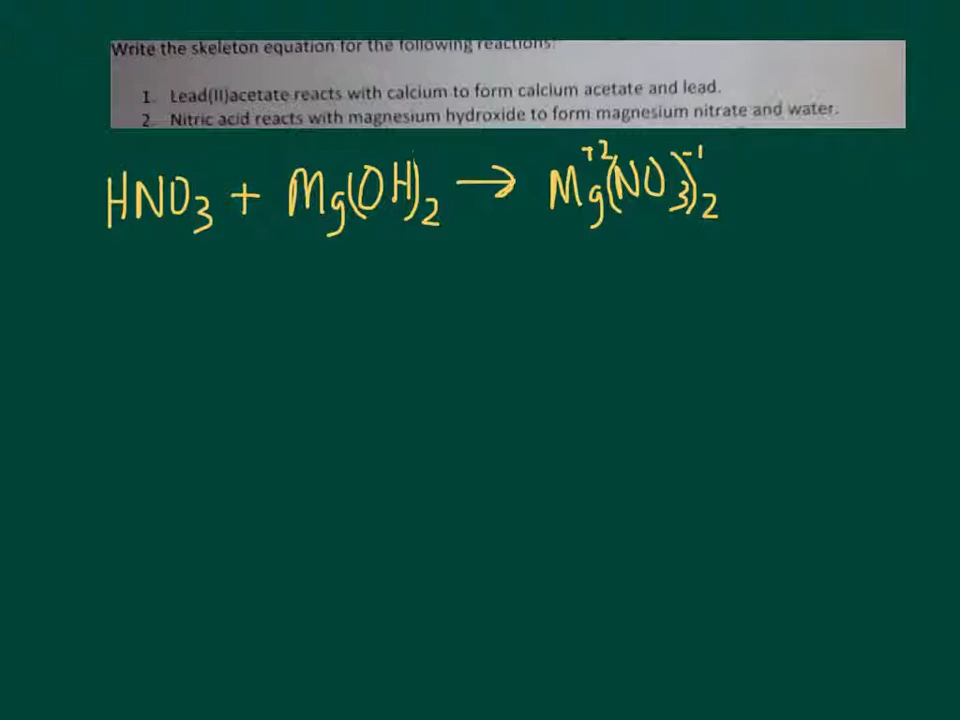 Write the skeleton equation for the following reactions:
1. Lead(II)acetate reacts with calcium to form calcium acetate and lead.
2. Nitric acid reacts with magnesium hydroxide to form magnesium nitrate and water.
HNO₃ + Mg(OH)₂ → Mg⁺²(NO₃)⁻¹₂